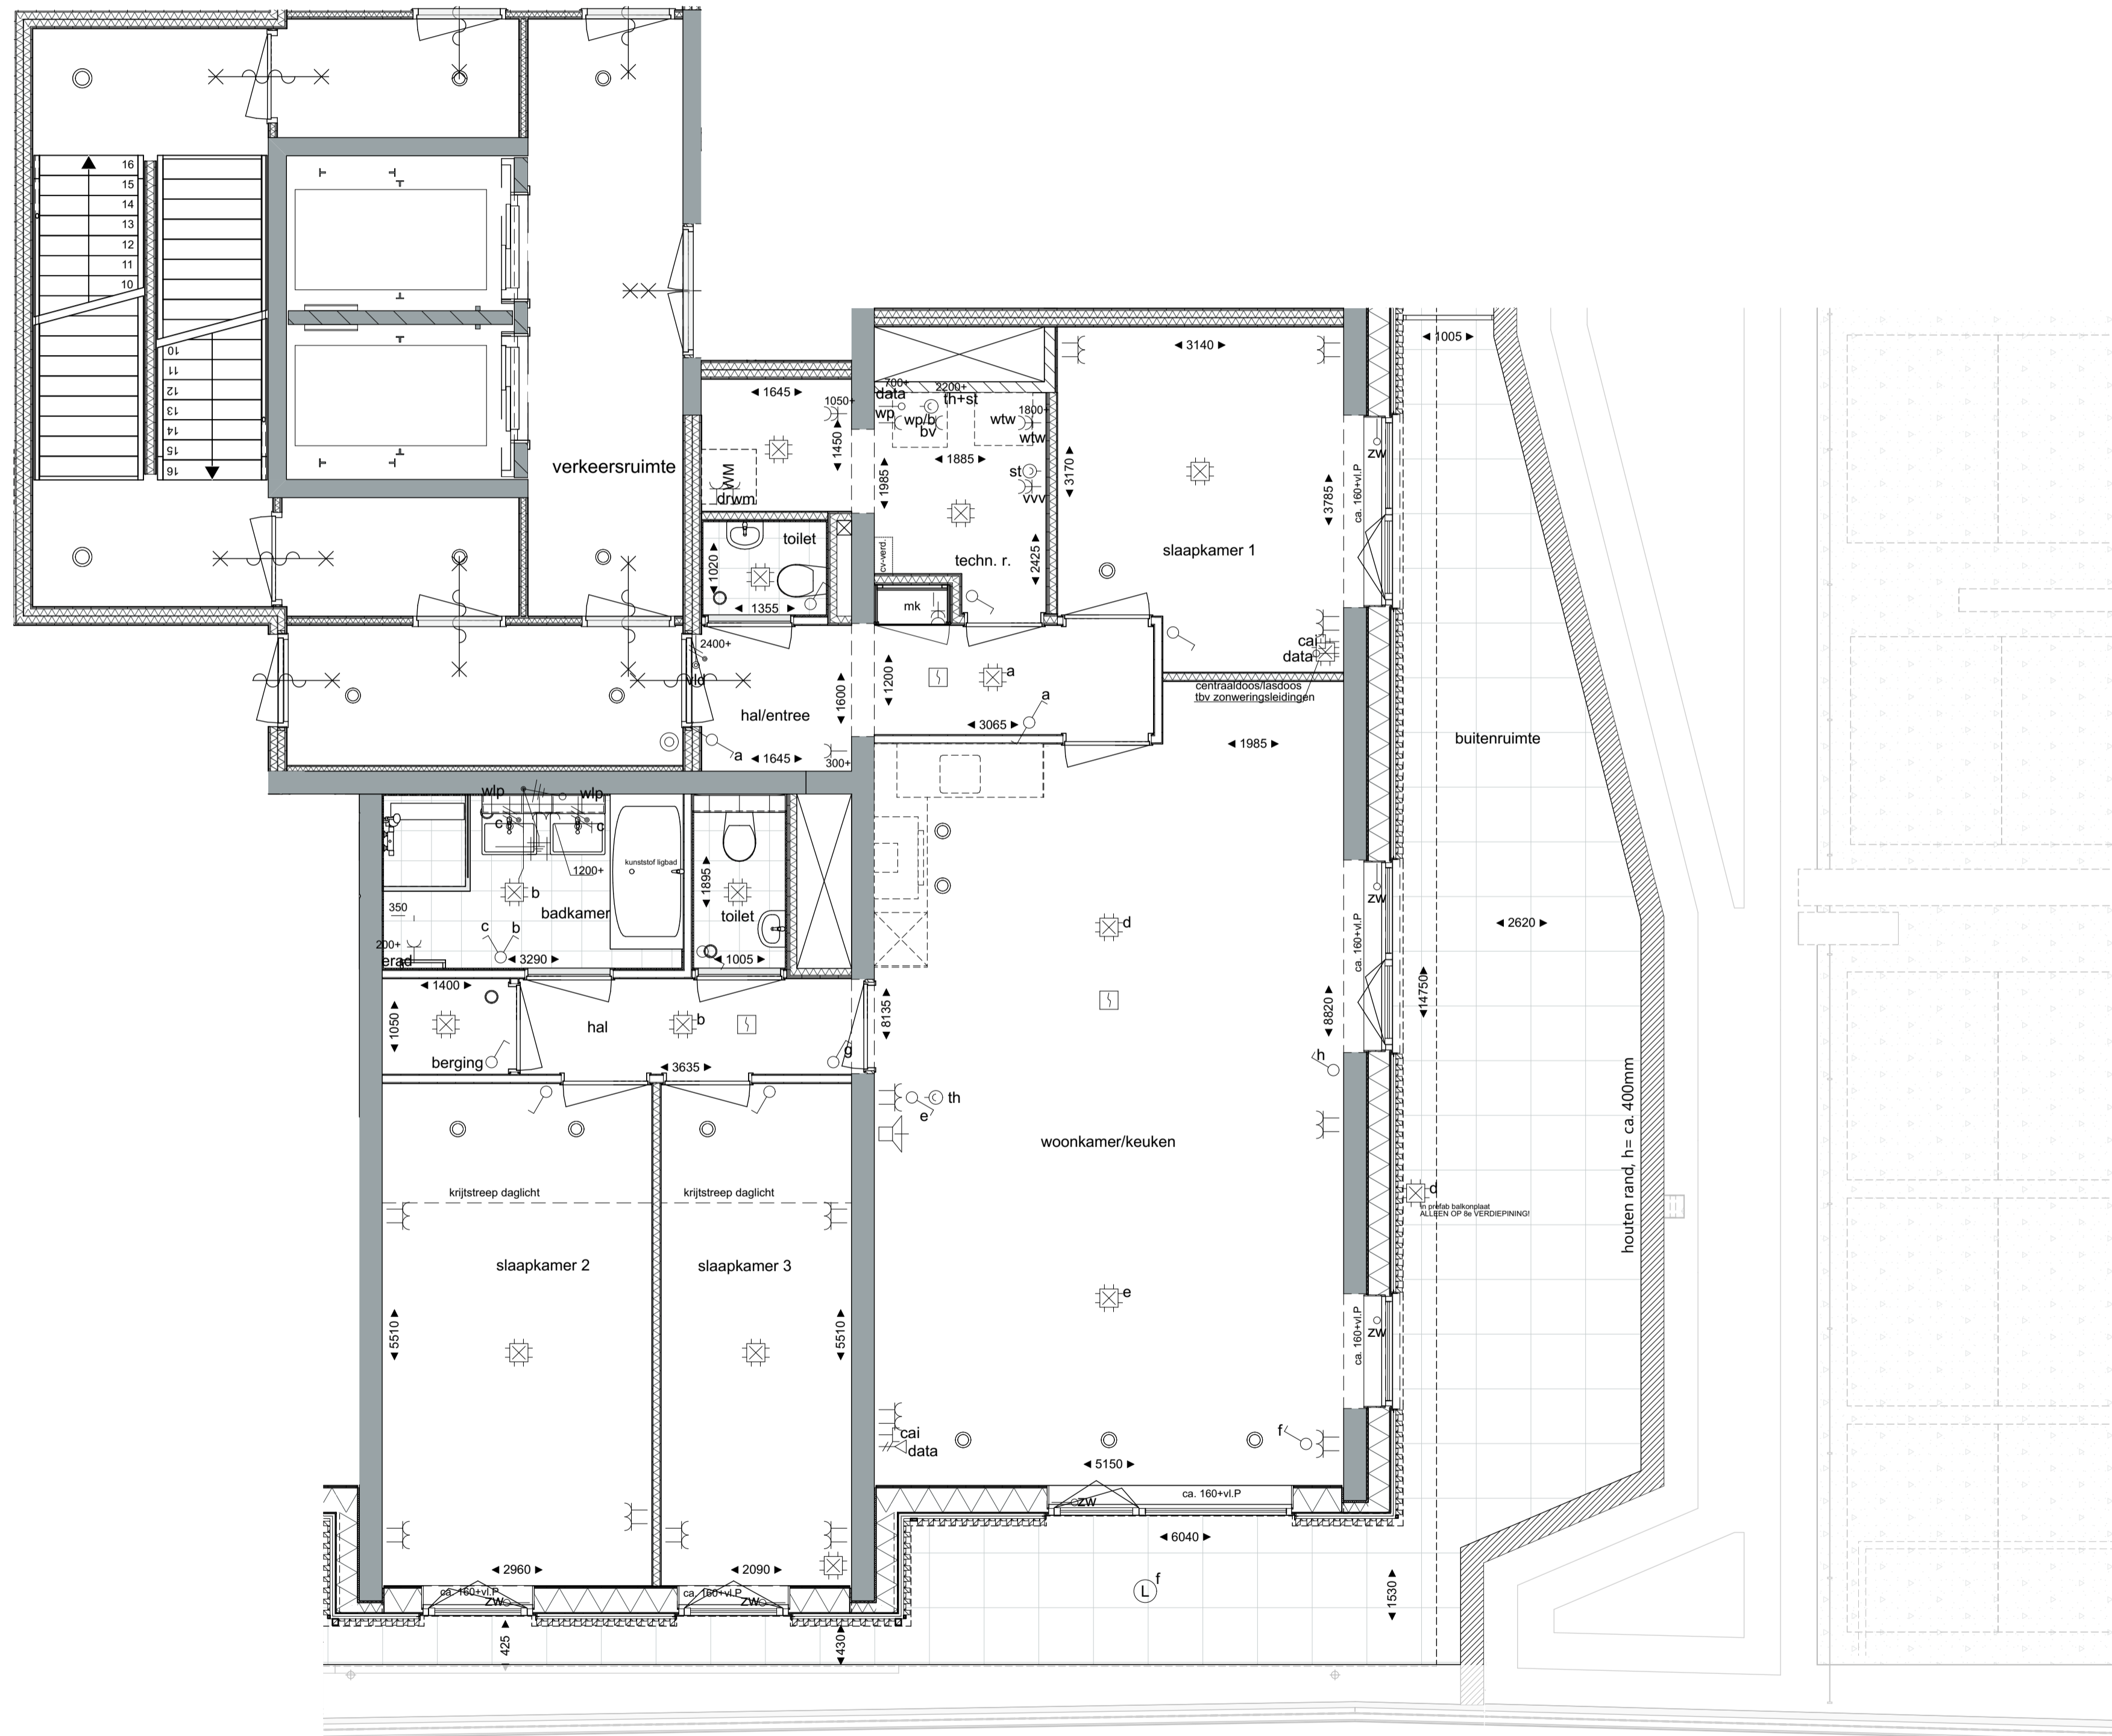 16
15
14
13
12
11
10
10
11
12
13
14
15
16
verkeersruimte
1645
1050+
1450
WM
drwm
toilet
1020
1355
700+
data
wp
2200+
th+st
wp/b
bv
wtw
1800+
wtw
1885
1985
st
vvv
2425
cv-verd.
techn. r.
mk
3140
3170
3785
slaapkamer 1
cai
data
centraaldoos/lasdoos
tbv zonweringsleidingen
zw
ca. 160+vl.P
1005
2400+
vld
hal/entree
1600
1200
a
a
3065
a
1645
300+
1985
buitenruimte
wlp
wlp
c
c
1200+
kunststof ligbad
b
badkamer
350
c
b
200+
erad
3290
1895
toilet
1005
d
zw
ca. 160+vl.P
2620
14750
8820
8135
1400
1050
berging
hal
b
3635
g
h
th
e
woonkamer/keuken
houten rand, h= ca. 400mm
krijtstreep daglicht
krijtstreep daglicht
d
in prefab balkonplaat
ALLEEN OP 8e VERDIEPINING!
slaapkamer 2
slaapkamer 3
5510
5510
e
zw
ca. 160+vl.P
cai
data
f
5150
ca. 160+vl.P
zw
6040
2960
2090
ca. 160+vl.P
zw
ca. 160+vl.P
zw
L
f
1530
425
430